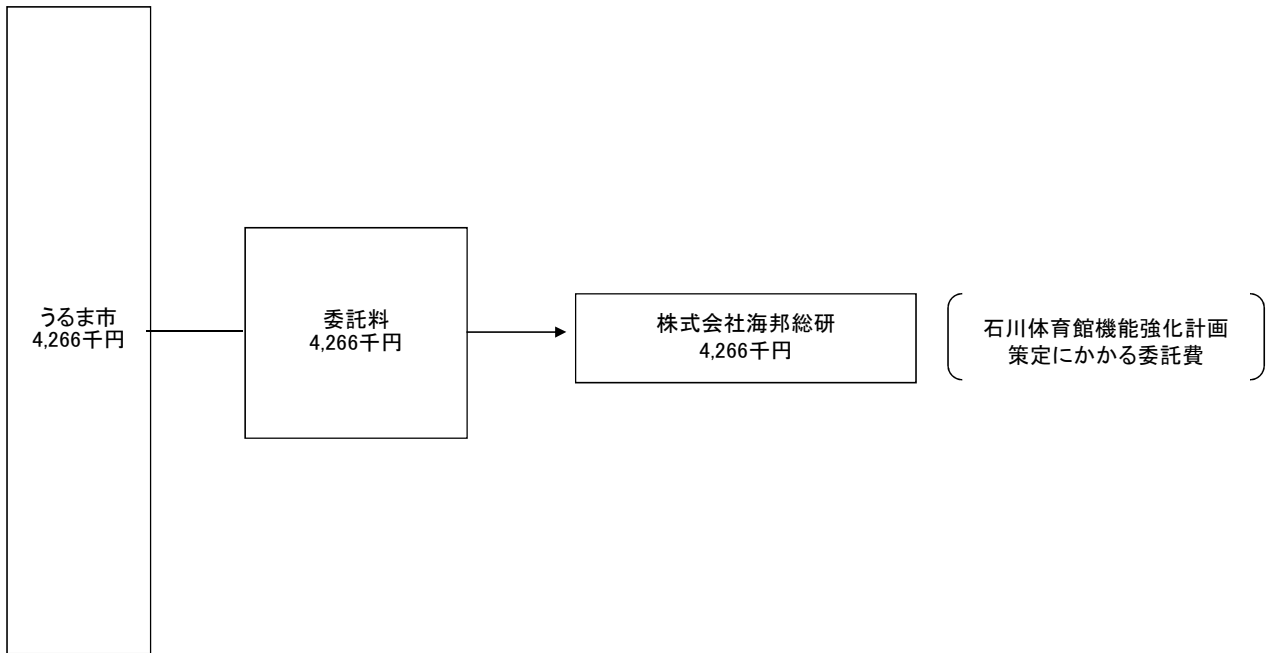 うるま市
4,266千円
委託料
4,266千円
株式会社海邦総研
4,266千円
石川体育館機能強化計画
策定にかかる委託費